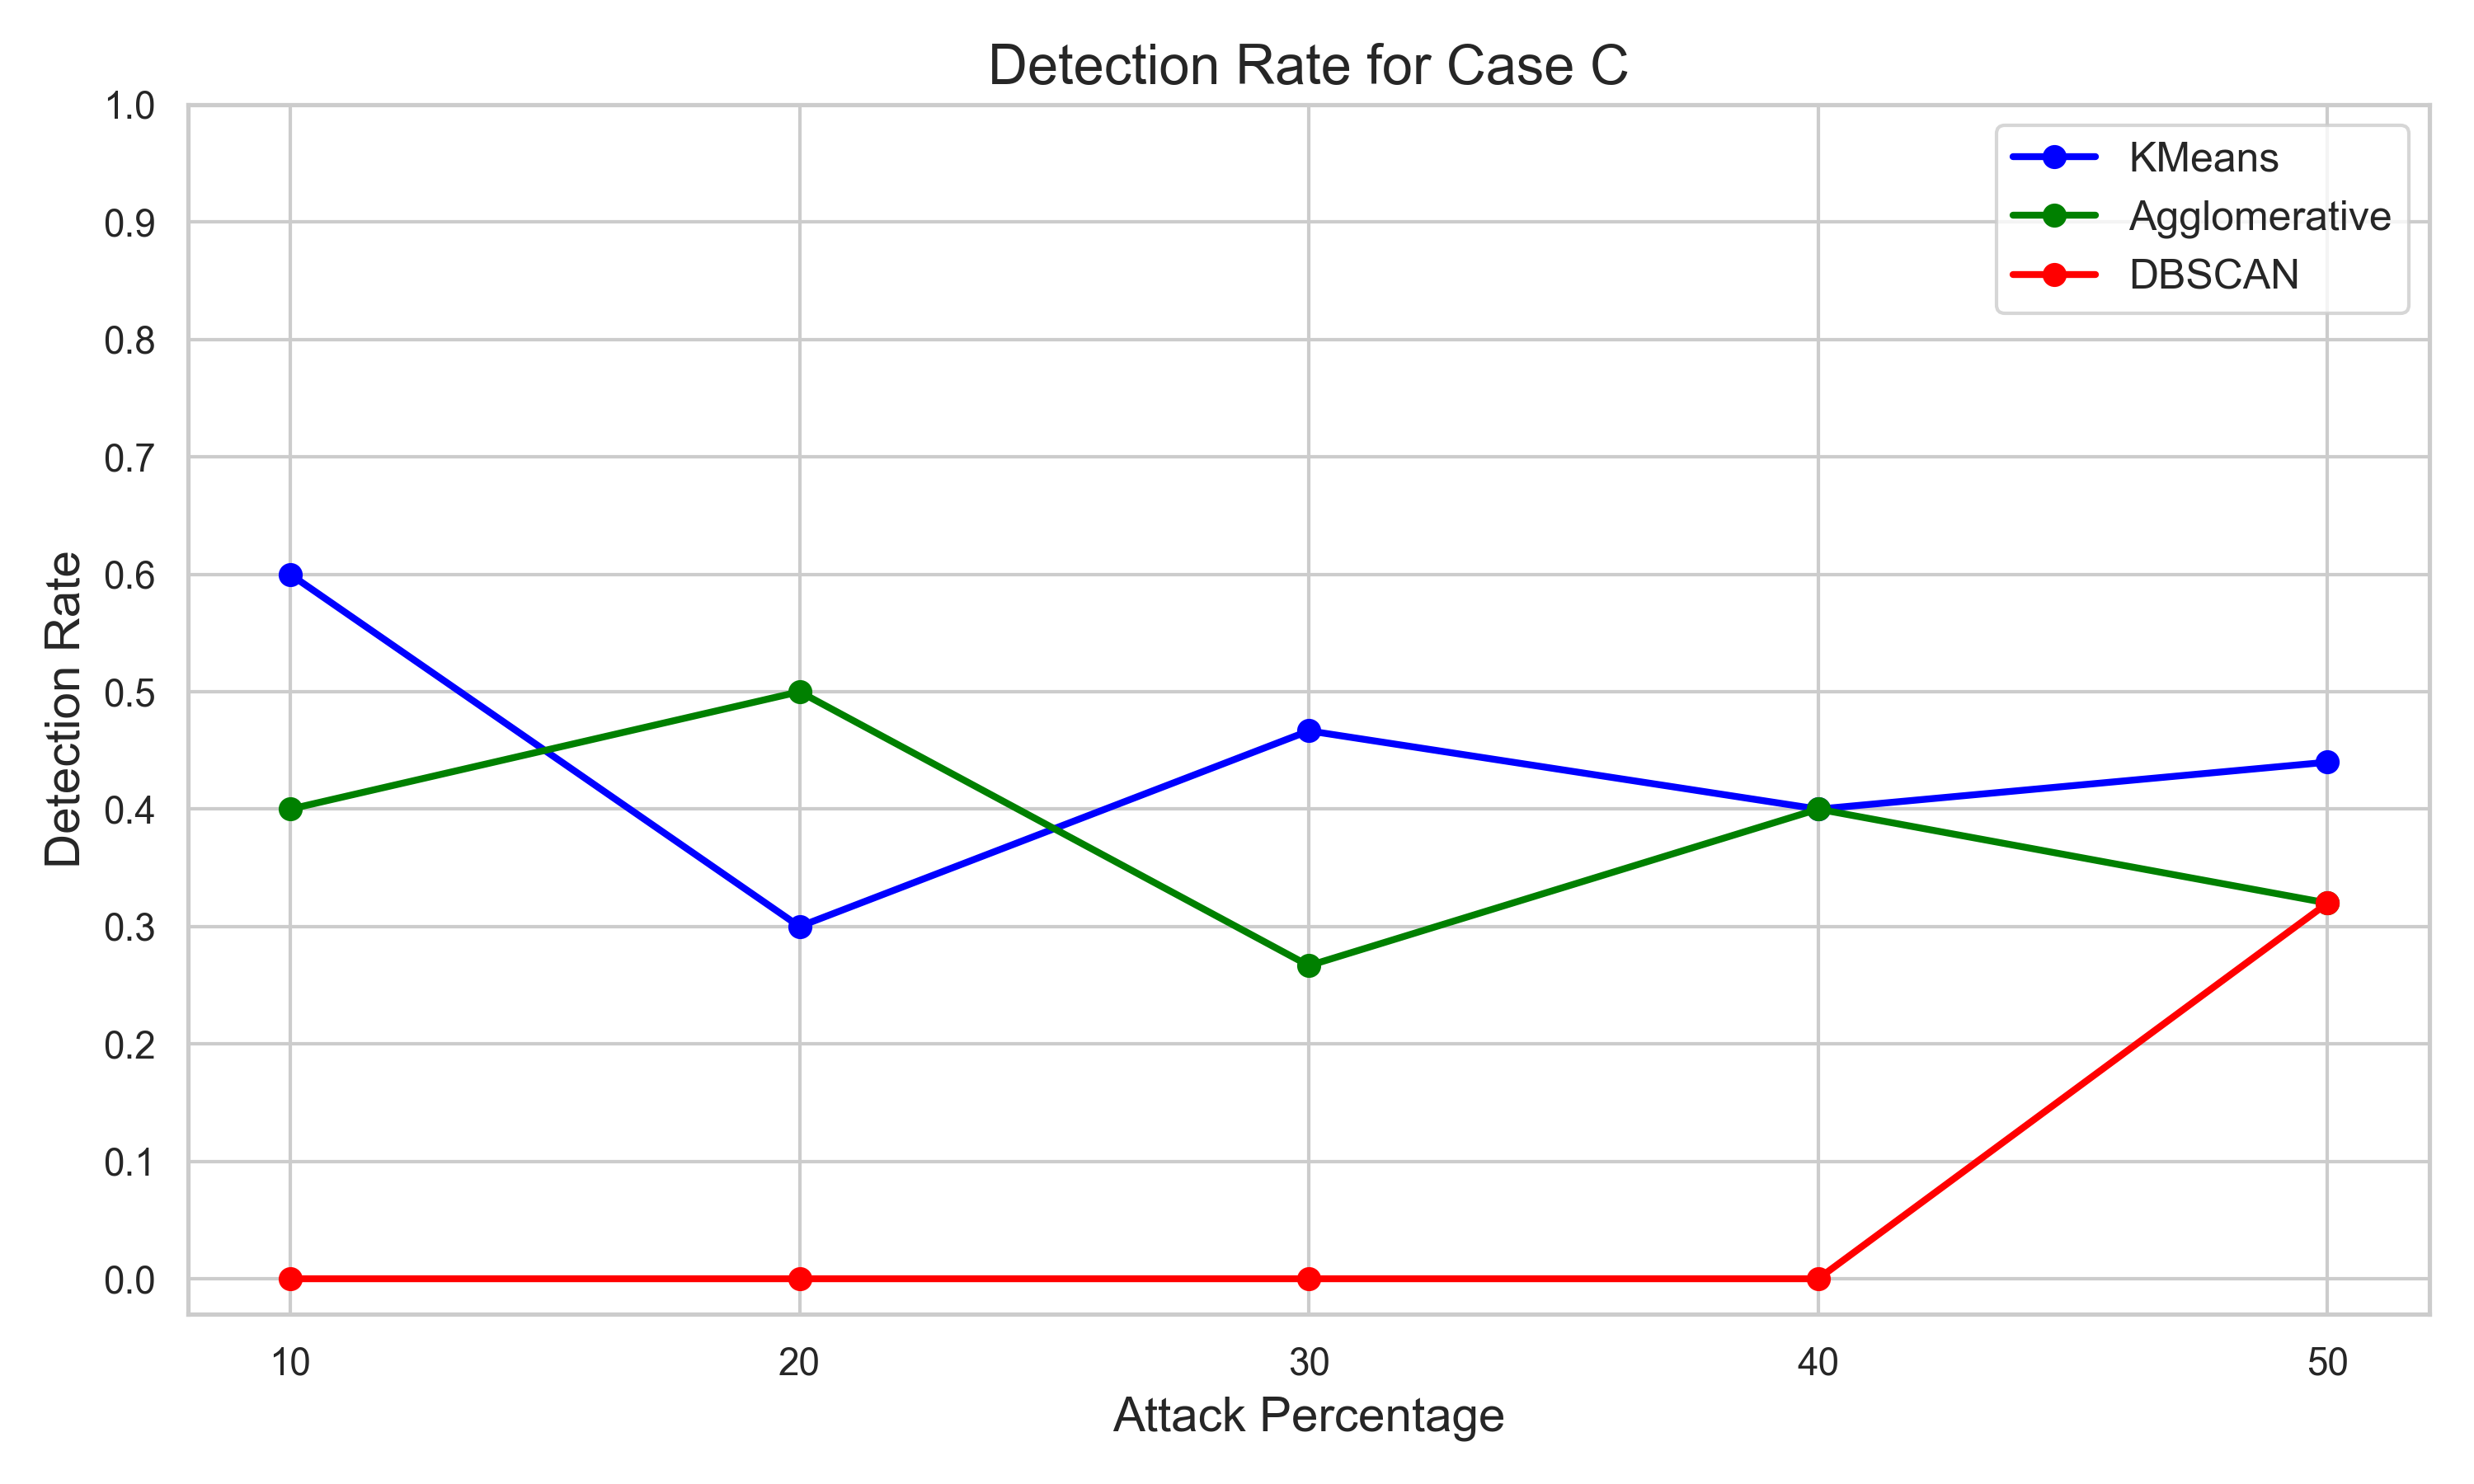 Detection Rate for Case C
1.0
0.9
0.8
0.7
0.6
0.5
0.4
0.3
0.2
0.1
0.0
Detection Rate
KMeans
Agglomerative
DBSCAN
10 20 30 40 50
Attack Percentage